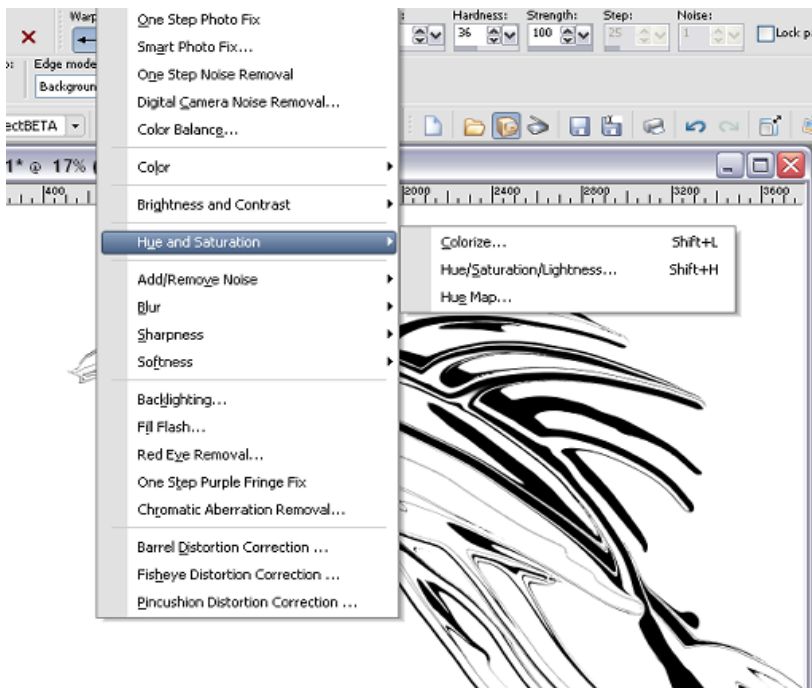 Warp
One Step Photo Fix
Smart Photo Fix...
One Step Noise Removal
Digital Camera Noise Removal...
Color Balance...
Color
Brightness and Contrast
Hue and Saturation
Add/Remove Noise
Blur
Sharpness
Softness
Backlighting...
Fill Flash...
Red Eye Removal...
One Step Purple Fringe Fix
Chromatic Aberration Removal...
Barrel Distortion Correction ...
Fisheye Distortion Correction ...
Pincushion Distortion Correction ...
Colorize... Shift+L
Hue/Saturation/Lightness... Shift+H
Hue Map...
Hardness: Strength: Step: Noise:
36 100 25 1 Lock p
Edge mode
Backgroun
ectBETA
1* @ 17% (
400 2000 2400 2800 3200 3600